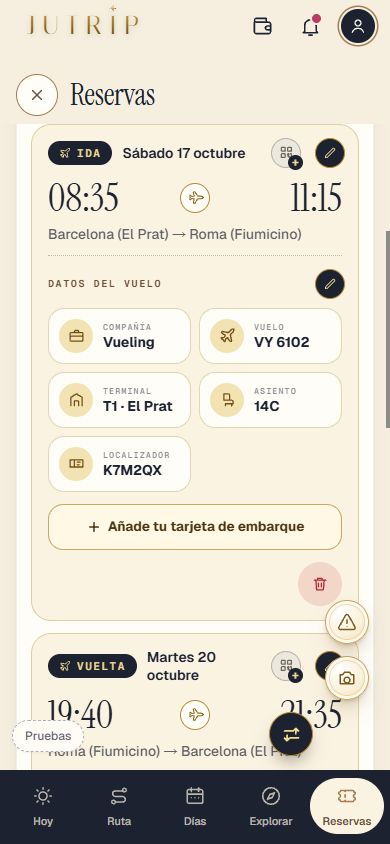 JUTRIP
Reservas
IDA
Sábado 17 octubre
08:35
11:15
Barcelona (El Prat) → Roma (Fiumicino)
DATOS DEL VUELO
COMPAÑÍA
Vueling
VUELO
VY 6102
TERMINAL
T1 · El Prat
ASIENTO
14C
LOCALIZADOR
K7M2QX
+ Añade tu tarjeta de embarque
VUELTA
Martes 20
octubre
19:40
21:35
Pruebas
Roma (Fiumicino) → Barcelona (El Prat)
Hoy
Ruta
Días
Explorar
Reservas